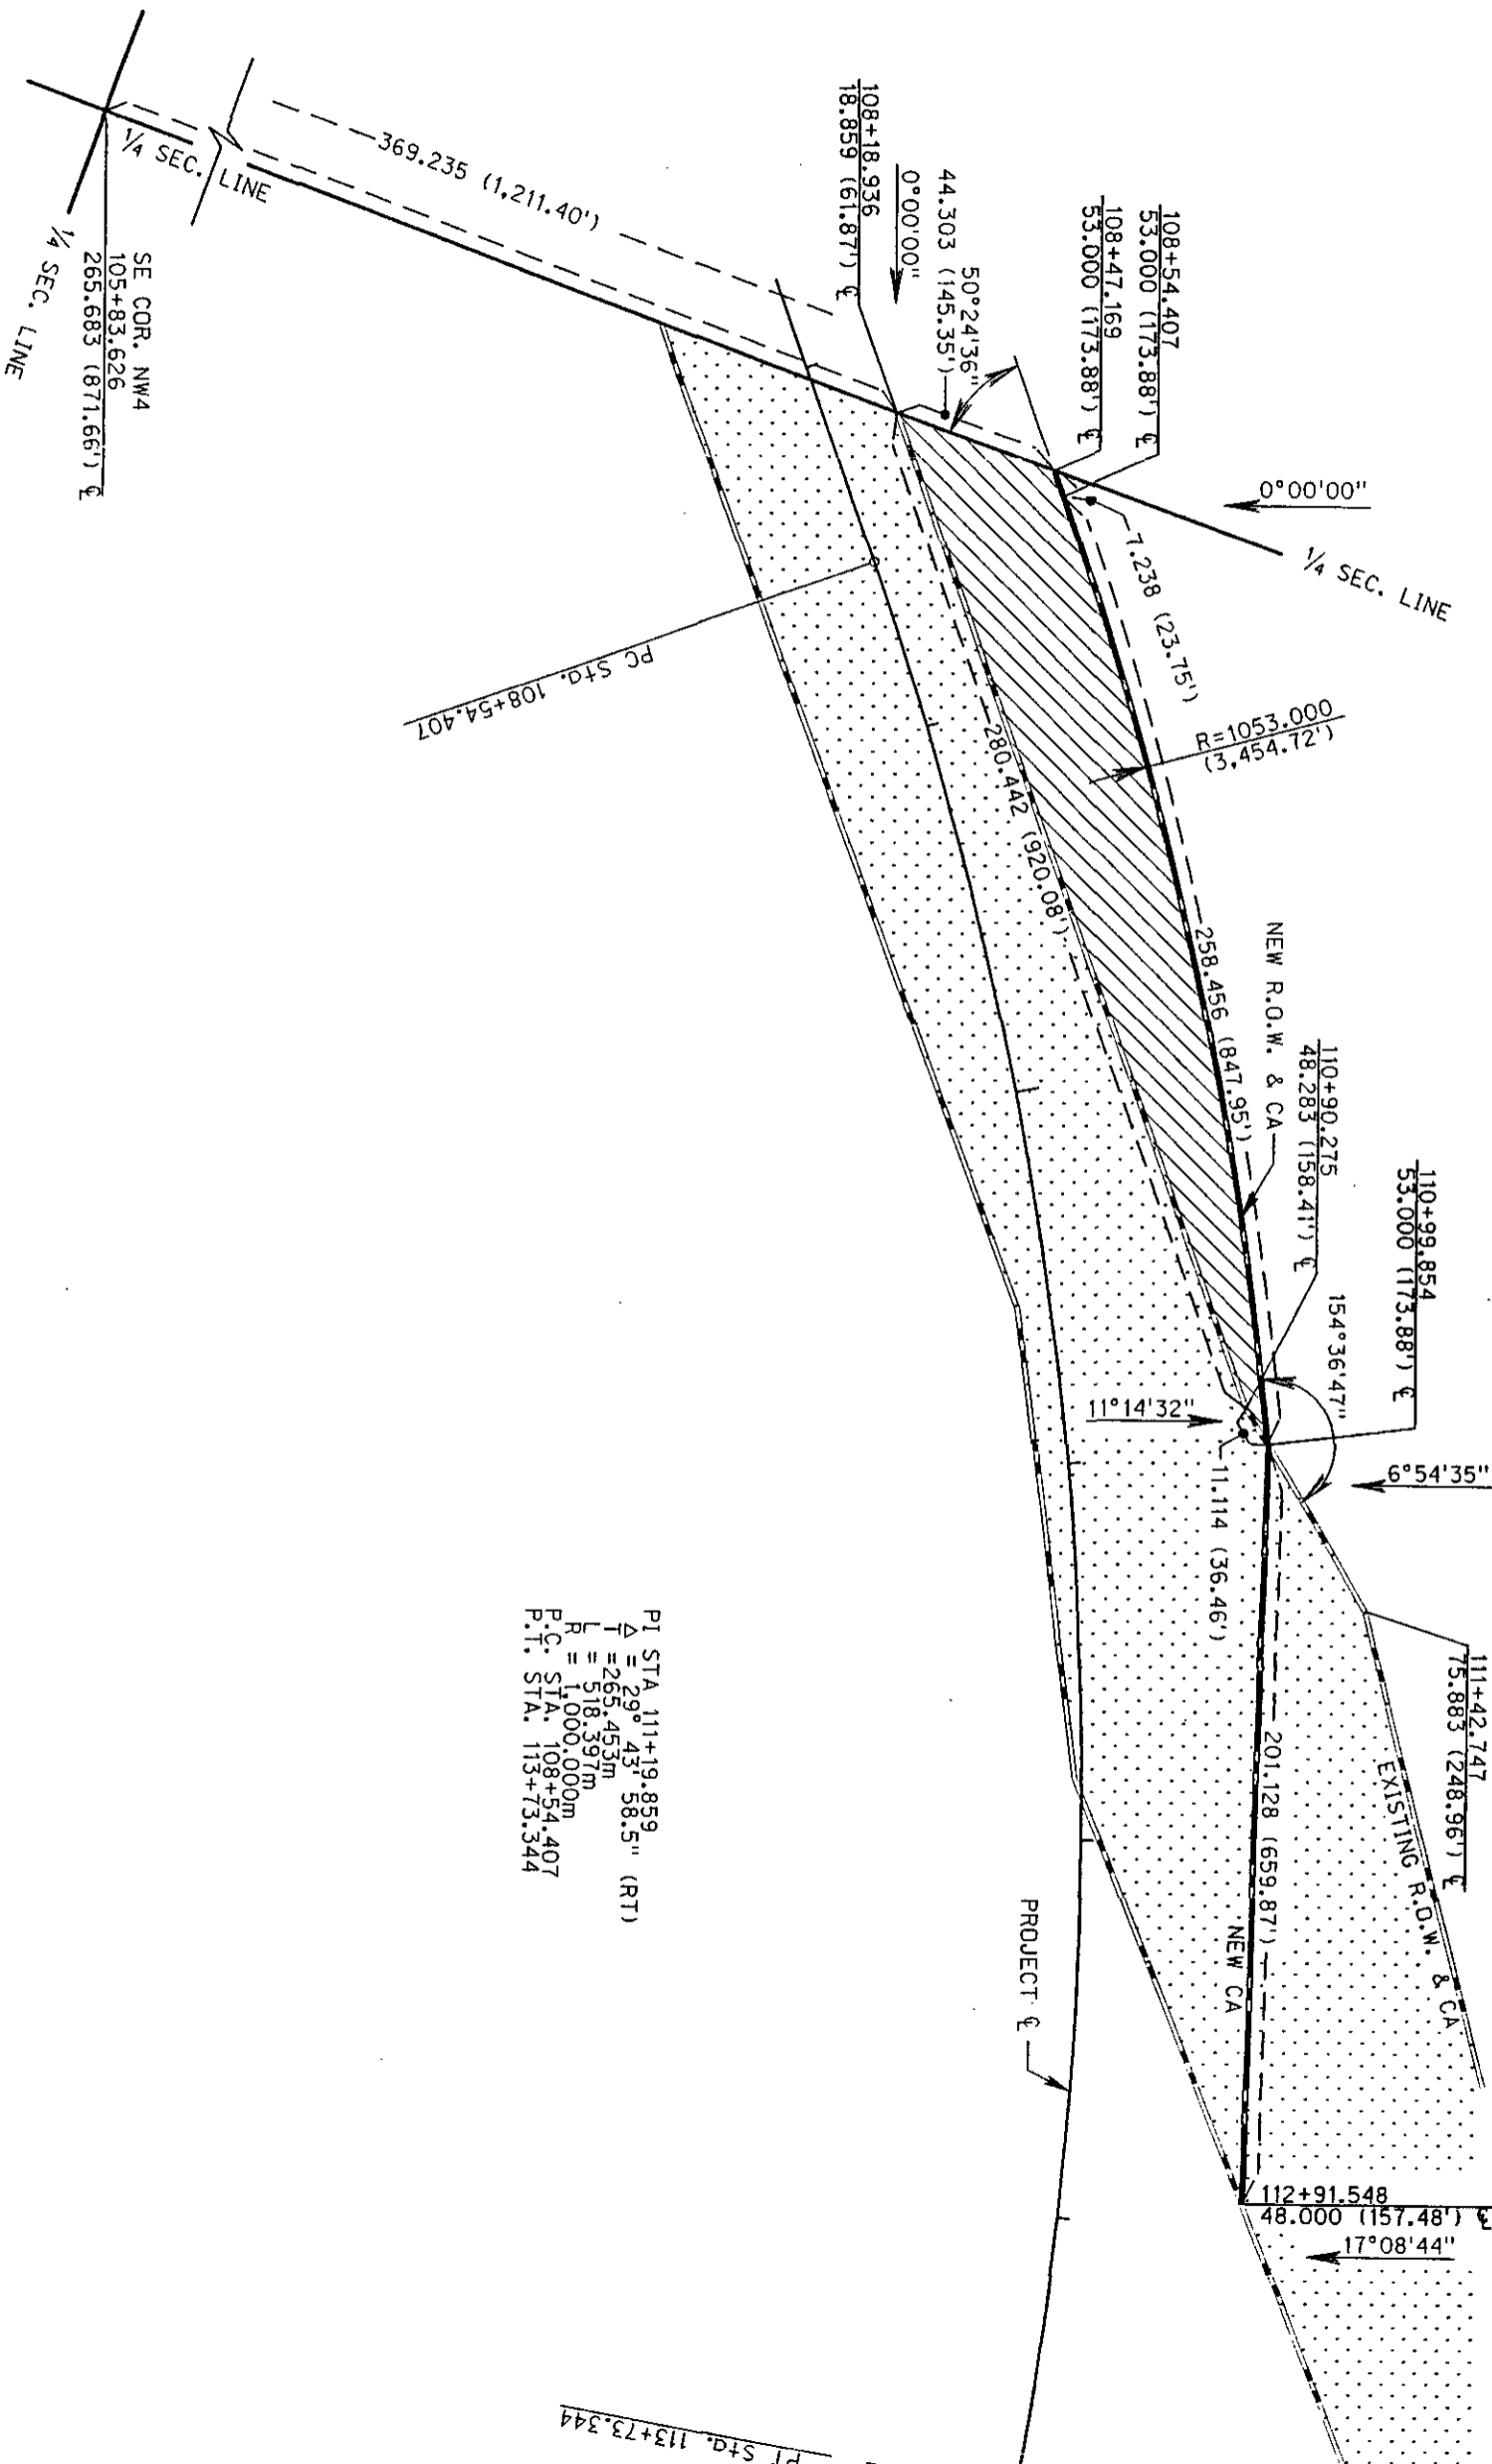 1/4 SEC. LINE
1/4 SEC. LINE
SE COR. NW4
105+83.626
265.683 (871.66') ℄
369.235 (1,211.40')
108+18.936
18.859 (61.87') ℄
0°00'00"
44.303 (145.35')
50°24'36"
108+47.169
53.000 (173.88') ℄
108+54.407
53.000 (173.88') ℄
0°00'00"
1/4 SEC. LINE
7.238 (23.75')
R=1053.000
(3,454.72')
PC Sta. 108+54.407
280.442 (920.08')
258.456 (847.95')
NEW R.O.W. & CA
110+90.275
48.283 (158.41') ℄
110+99.854
53.000 (173.88') ℄
154°36'47"
11°14'32"
6°54'35"
11.114 (36.46')
111+42.747
75.883 (248.96') ℄
EXISTING R.O.W. & CA
201.128 (659.87')
NEW CA
PROJECT ℄
112+91.548
48.000 (157.48') ℄
17°08'44"
PI STA 111+19.859
Δ = 29° 43' 58.5" (RT)
T =265.453m
L = 518.397m
R = 1,000.000m
P.C. STA. 108+54.407
P.T. STA. 113+73.344
Sta. 113+73.344